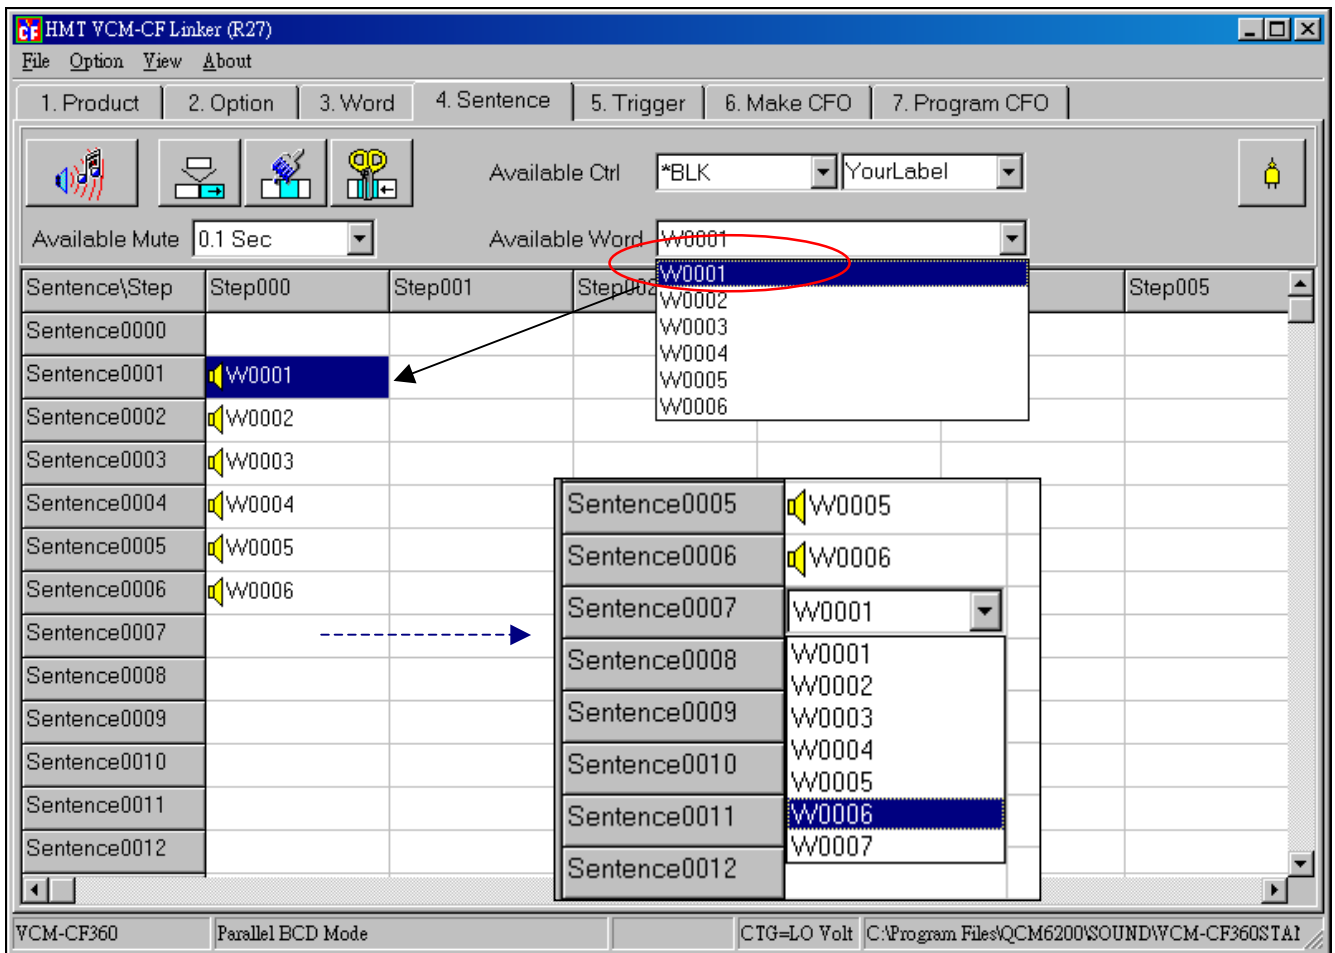 HMT VCM-CF Linker (R27)
File Option View About
1. Product 2. Option 3. Word 4. Sentence 5. Trigger 6. Make CFO 7. Program CFO
Available Ctrl *BLK YourLabel
Available Mute 0.1 Sec Available Word W0001
W0001
W0002
W0003
W0004
W0005
W0006
Sentence\Step Step000 Step001 Step002 Step005
Sentence0000
Sentence0001 W0001
Sentence0002 W0002
Sentence0003 W0003
Sentence0004 W0004
Sentence0005 W0005
Sentence0006 W0006
Sentence0007
Sentence0008
Sentence0009
Sentence0010
Sentence0011
Sentence0012
Sentence0005 W0005
Sentence0006 W0006
Sentence0007 W0001
Sentence0008
Sentence0009
Sentence0010
Sentence0011
Sentence0012
W0001
W0002
W0003
W0004
W0005
W0006
W0007
VCM-CF360 Parallel BCD Mode CTG=LO Volt C:\Program Files\QCM6200\SOUND\VCM-CF360STA1